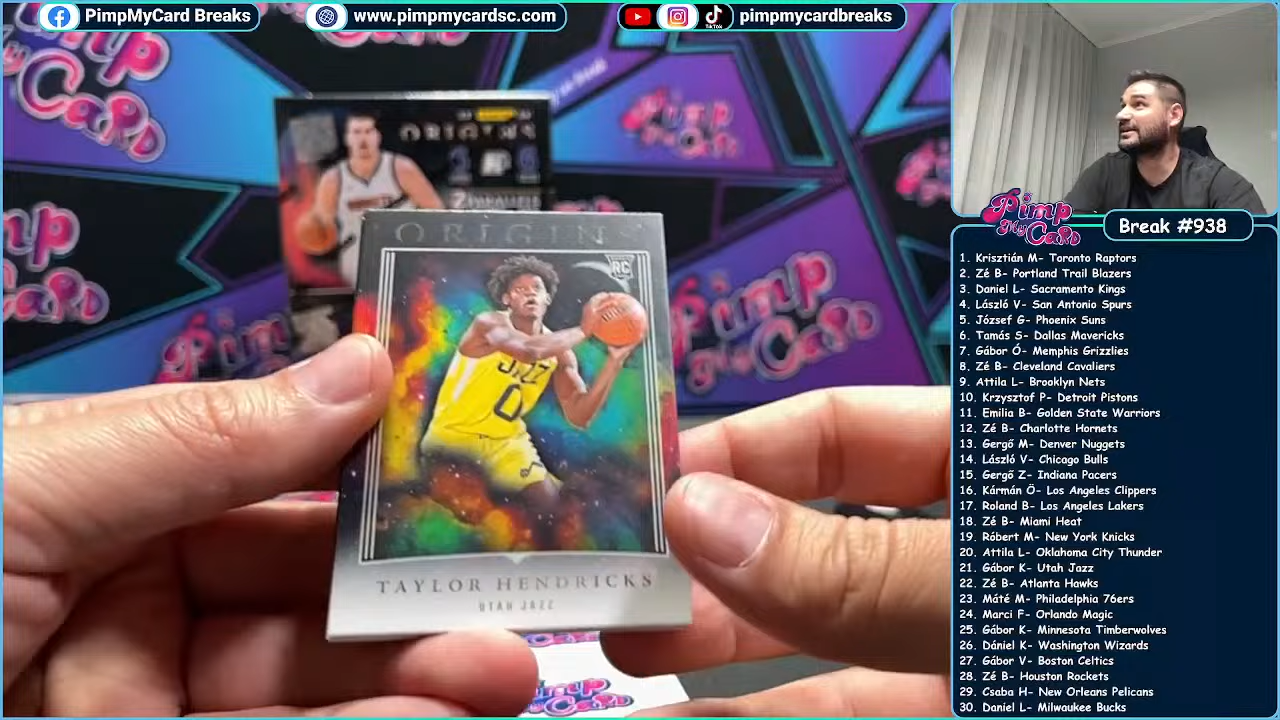 PimpMyCard Breaks
www.pimpmycardsc.com
TikTok
pimpmycardbreaks
Pimp
My
CaRD
ORIGINS
ORIGINS
RC
JAZZ
0
TAYLOR HENDRICKS
UTAH JAZZ
Pimp
My CaRD
Break #938
1. Krisztián M- Toronto Raptors
2. Zé B- Portland Trail Blazers
3. Daniel L- Sacramento Kings
4. László V- San Antonio Spurs
5. József G- Phoenix Suns
6. Tamás S- Dallas Mavericks
7. Gábor Ó- Memphis Grizzlies
8. Zé B- Cleveland Cavaliers
9. Attila L- Brooklyn Nets
10. Krzysztof P- Detroit Pistons
11. Emilia B- Golden State Warriors
12. Zé B- Charlotte Hornets
13. Gergő M- Denver Nuggets
14. László V- Chicago Bulls
15. Gergő Z- Indiana Pacers
16. Kármán Ö- Los Angeles Clippers
17. Roland B- Los Angeles Lakers
18. Zé B- Miami Heat
19. Róbert M- New York Knicks
20. Attila L- Oklahoma City Thunder
21. Gábor K- Utah Jazz
22. Zé B- Atlanta Hawks
23. Máté M- Philadelphia 76ers
24. Marci F- Orlando Magic
25. Gábor K- Minnesota Timberwolves
26. Dániel K- Washington Wizards
27. Gábor V- Boston Celtics
28. Zé B- Houston Rockets
29. Csaba H- New Orleans Pelicans
30. Daniel L- Milwaukee Bucks